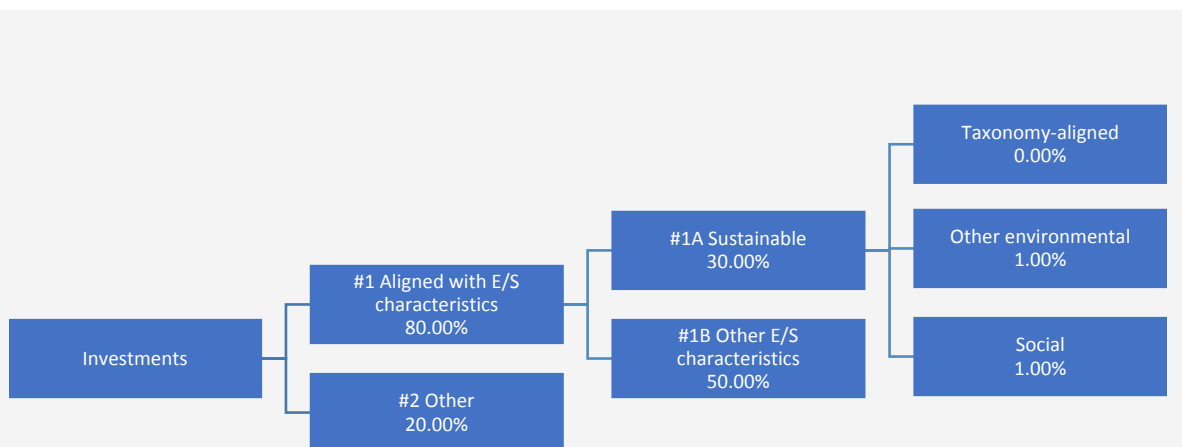 Investments
#1 Aligned with E/S
characteristics
80.00%
#2 Other
20.00%
#1A Sustainable
30.00%
#1B Other E/S
characteristics
50.00%
Taxonomy-aligned
0.00%
Other environmental
1.00%
Social
1.00%